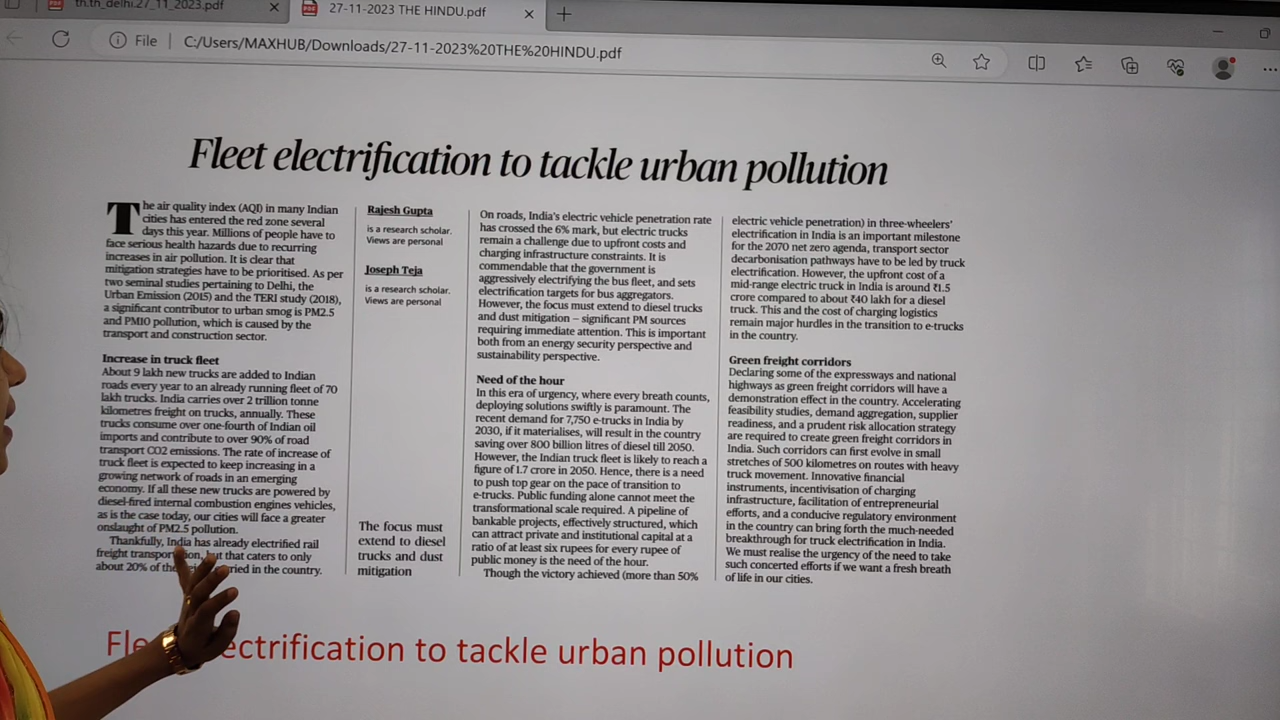 th.th_delhi.27_11_2023.pdf
27-11-2023 THE HINDU.pdf
File
C:/Users/MAXHUB/Downloads/27-11-2023%20THE%20HINDU.pdf
Fleet electrification to tackle urban pollution
The air quality index (AQI) in many Indian
cities has entered the red zone several
days this year. Millions of people have to
face serious health hazards due to recurring
increases in air pollution. It is clear that
mitigation strategies have to be prioritised. As per
two seminal studies pertaining to Delhi, the
Urban Emission (2015) and the TERI study (2018),
a significant contributor to urban smog is PM2.5
and PM10 pollution, which is caused by the
transport and construction sector.
Increase in truck fleet
About 9 lakh new trucks are added to Indian
roads every year to an already running fleet of 70
lakh trucks. India carries over 2 trillion tonne
kilometres freight on trucks, annually. These
trucks consume over one-fourth of Indian oil
imports and contribute to over 90% of road
transport CO2 emissions. The rate of increase of
truck fleet is expected to keep increasing in a
growing network of roads in an emerging
economy. If all these new trucks are powered by
diesel-fired internal combustion engines vehicles,
as is the case today, our cities will face a greater
onslaught of PM2.5 pollution.
Thankfully, India has already electrified rail
freight but that caters to only
about 20% of the in the country.
Rajesh Gupta
is a research scholar.
Views are personal
Joseph Teja
is a research scholar.
Views are personal
The focus must
extend to diesel
trucks and dust
mitigation
On roads, India's electric vehicle penetration rate
has crossed the 6% mark, but electric trucks
remain a challenge due to upfront costs and
charging infrastructure constraints. It is
commendable that the government is
aggressively electrifying the bus fleet, and sets
electrification targets for bus aggregators.
However, the focus must extend to diesel trucks
and dust mitigation – significant PM sources
requiring immediate attention. This is important
both from an energy security perspective and
sustainability perspective.
Need of the hour
In this era of urgency, where every breath counts,
deploying solutions swiftly is paramount. The
recent demand for 7,750 e-trucks in India by
2030, if it materialises, will result in the country
saving over 800 billion litres of diesel till 2050.
However, the Indian truck fleet is likely to reach a
figure of 1.7 crore in 2050. Hence, there is a need
to push top gear on the pace of transition to
e-trucks. Public funding alone cannot meet the
transformational scale required. A pipeline of
bankable projects, effectively structured, which
can attract private and institutional capital at a
ratio of at least six rupees for every rupee of
public money is the need of the hour.
Though the victory achieved (more than 50%
electric vehicle penetration) in three-wheelers'
electrification in India is an important milestone
for the 2070 net zero agenda, transport sector
decarbonisation pathways have to be led by truck
electrification. However, the upfront cost of a
mid-range electric truck in India is around ₹1.5
crore compared to about ₹40 lakh for a diesel
truck. This and the cost of charging logistics
remain major hurdles in the transition to e-trucks
in the country.
Green freight corridors
Declaring some of the expressways and national
highways as green freight corridors will have a
demonstration effect in the country. Accelerating
feasibility studies, demand aggregation, supplier
readiness, and a prudent risk allocation strategy
are required to create green freight corridors in
India. Such corridors can first evolve in small
stretches of 500 kilometres on routes with heavy
truck movement. Innovative financial
instruments, incentivisation of charging
infrastructure, facilitation of entrepreneurial
efforts, and a conducive regulatory environment
in the country can bring forth the much-needed
breakthrough for truck electrification in India.
We must realise the urgency of the need to take
such concerted efforts if we want a fresh breath
of life in our cities.
to tackle urban pollution